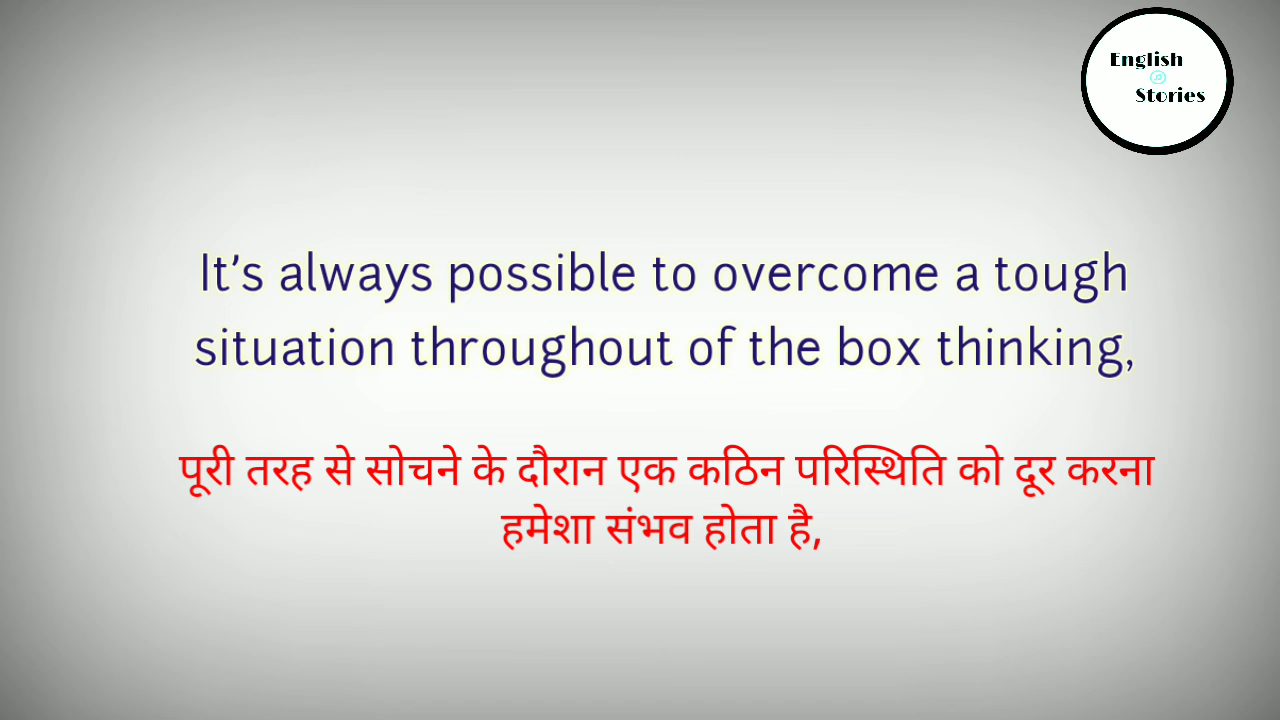 English
Stories
It's always possible to overcome a tough
situation throughout of the box thinking,
पूरी तरह से सोचने के दौरान एक कठिन परिस्थिति को दूर करना
हमेशा संभव होता है,